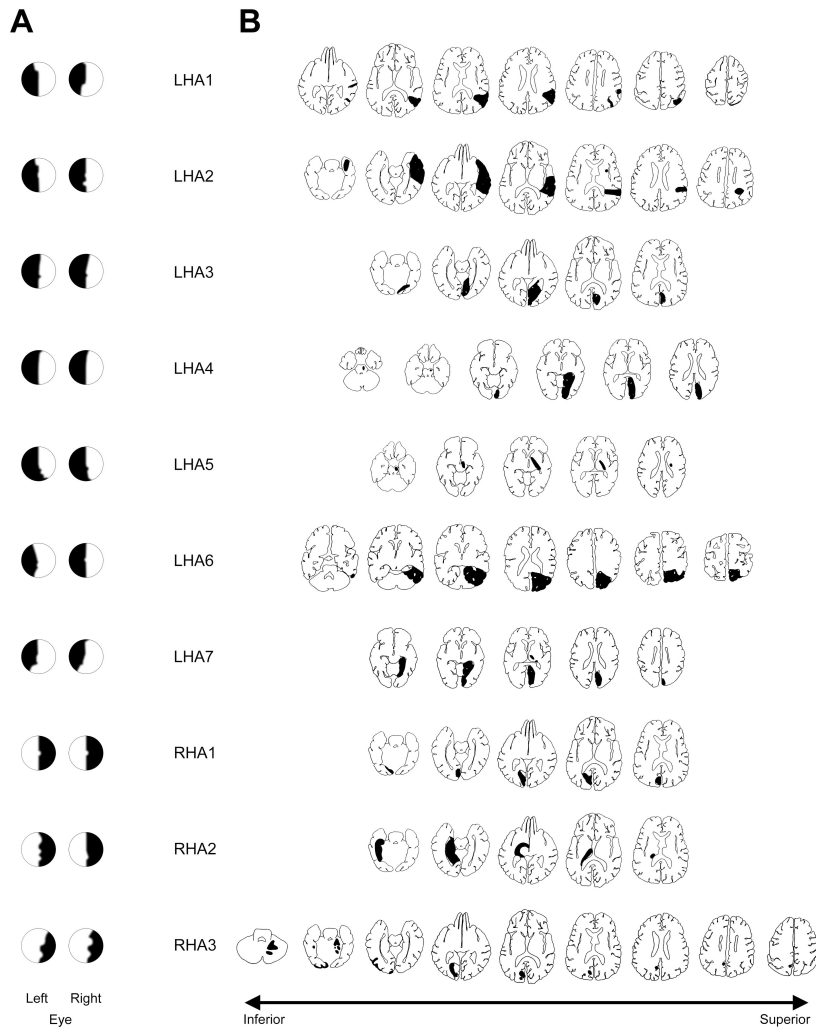 A B
LHA1
LHA2
LHA3
LHA4
LHA5
LHA6
LHA7
RHA1
RHA2
RHA3
Left Right
Eye
Inferior Superior